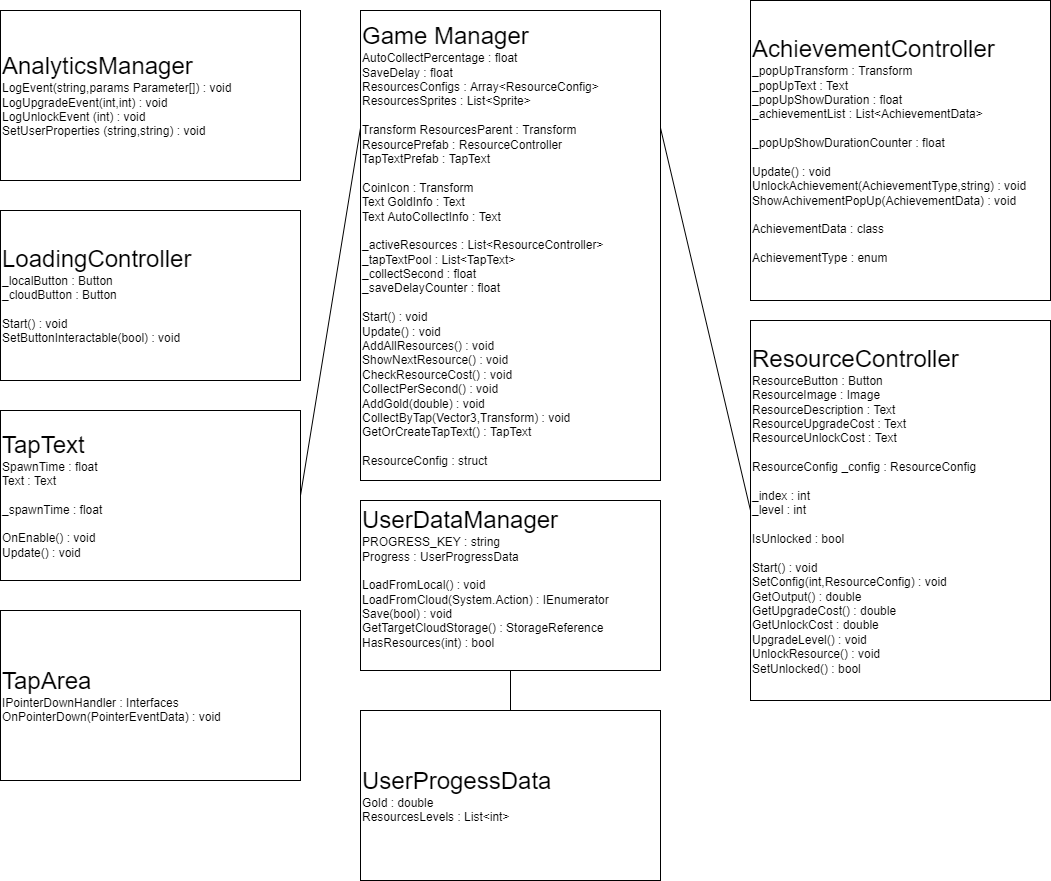 AnalyticsManager
LogEvent(string,params Parameter[]) : void
LogUpgradeEvent(int,int) : void
LogUnlockEvent (int) : void
SetUserProperties (string,string) : void
LoadingController
_localButton : Button
_cloudButton : Button
Start() : void
SetButtonInteractable(bool) : void
TapText
SpawnTime : float
Text : Text
_spawnTime : float
OnEnable() : void
Update() : void
TapArea
IPointerDownHandler : Interfaces
OnPointerDown(PointerEventData) : void
Game Manager
AutoCollectPercentage : float
SaveDelay : float
ResourcesConfigs : Array<ResourceConfig>
ResourcesSprites : List<Sprite>
Transform ResourcesParent : Transform
ResourcePrefab : ResourceController
TapTextPrefab : TapText
CoinIcon : Transform
Text GoldInfo : Text
Text AutoCollectInfo : Text
_activeResources : List<ResourceController>
_tapTextPool : List<TapText>
_collectSecond : float
_saveDelayCounter : float
Start() : void
Update() : void
AddAllResources() : void
ShowNextResource() : void
CheckResourceCost() : void
CollectPerSecond() : void
AddGold(double) : void
CollectByTap(Vector3,Transform) : void
GetOrCreateTapText() : TapText
ResourceConfig : struct
UserDataManager
PROGRESS_KEY : string
Progress : UserProgressData
LoadFromLocal() : void
LoadFromCloud(System.Action) : IEnumerator
Save(bool) : void
GetTargetCloudStorage() : StorageReference
HasResources(int) : bool
UserProgessData
Gold : double
ResourcesLevels : List<int>
AchievementController
_popUpTransform : Transform
_popUpText : Text
_popUpShowDuration : float
_achievementList : List<AchievementData>
_popUpShowDurationCounter : float
Update() : void
UnlockAchievement(AchievementType,string) : void
ShowAchivementPopUp(AchievementData) : void
AchievementData : class
AchievementType : enum
ResourceController
ResourceButton : Button
ResourceImage : Image
ResourceDescription : Text
ResourceUpgradeCost : Text
ResourceUnlockCost : Text
ResourceConfig _config : ResourceConfig
_index : int
_level : int
IsUnlocked : bool
Start() : void
SetConfig(int,ResourceConfig) : void
GetOutput() : double
GetUpgradeCost() : double
GetUnlockCost : double
UpgradeLevel() : void
UnlockResource() : void
SetUnlocked() : bool